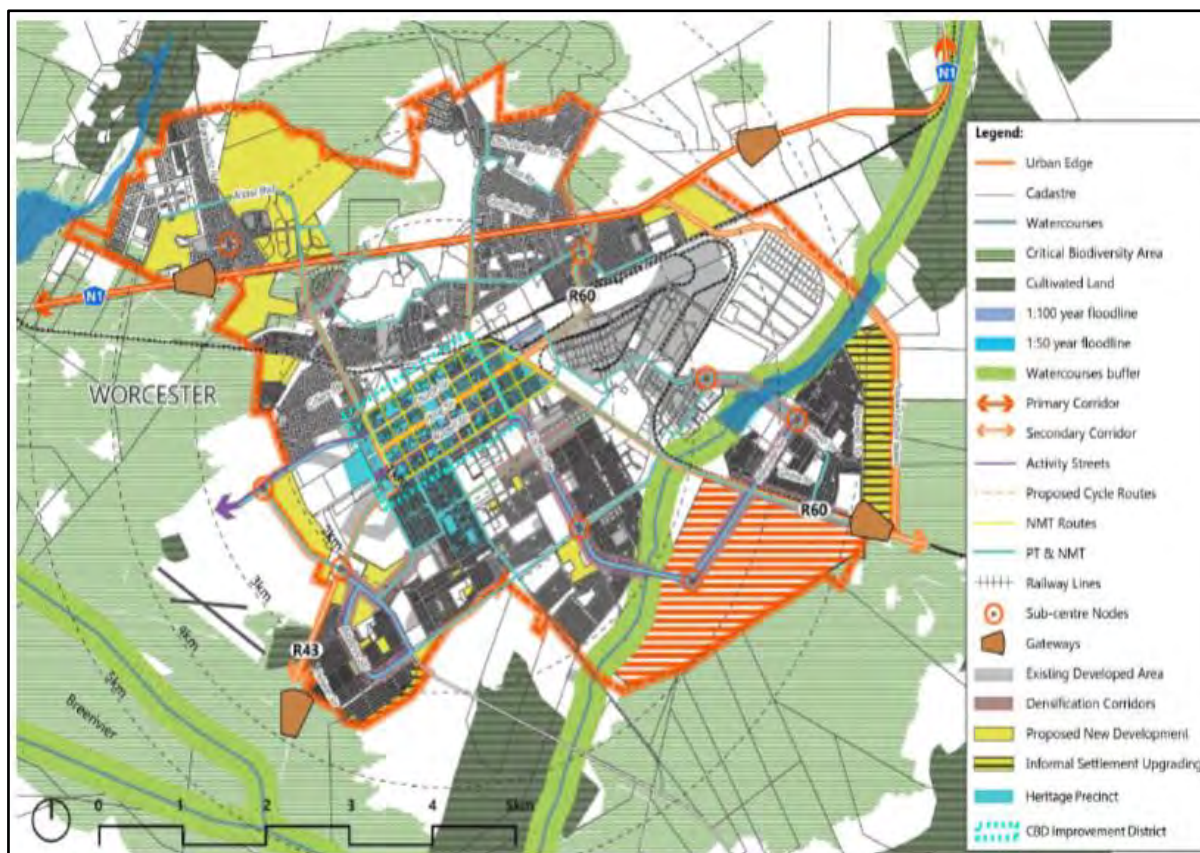 N1
N1
R60
WORCESTER
R60
2km
3km
4km
5km
R43
Breerivier
0 1 2 3 4 5km
Legend:
Urban Edge
Cadastre
Watercourses
Critical Biodiversity Area
Cultivated Land
1:100 year floodline
1:50 year floodline
Watercourses buffer
Primary Corridor
Secondary Corridor
Activity Streets
Proposed Cycle Routes
NMT Routes
PT & NMT
Railway Lines
Sub-centre Nodes
Gateways
Existing Developed Area
Densification Corridors
Proposed New Development
Informal Settlement Upgrading
Heritage Precinct
CBD Improvement District